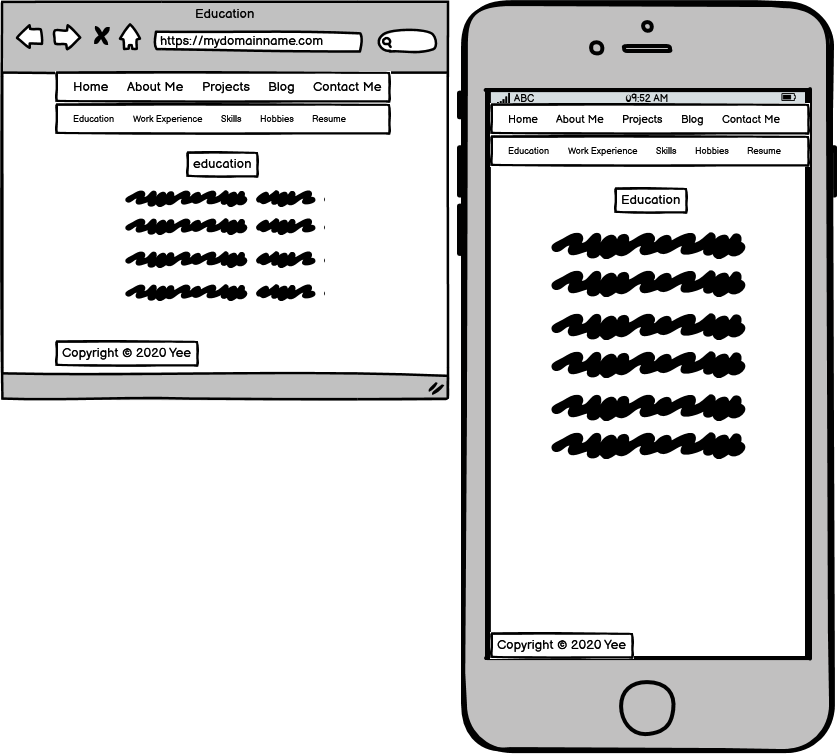 Education
https://mydomainname.com
Home About Me Projects Blog Contact Me
Education Work Experience Skills Hobbies Resume
education
Copyright © 2020 Yee
ABC 09:52 AM
Home About Me Projects Blog Contact Me
Education Work Experience Skills Hobbies Resume
Education
Copyright © 2020 Yee